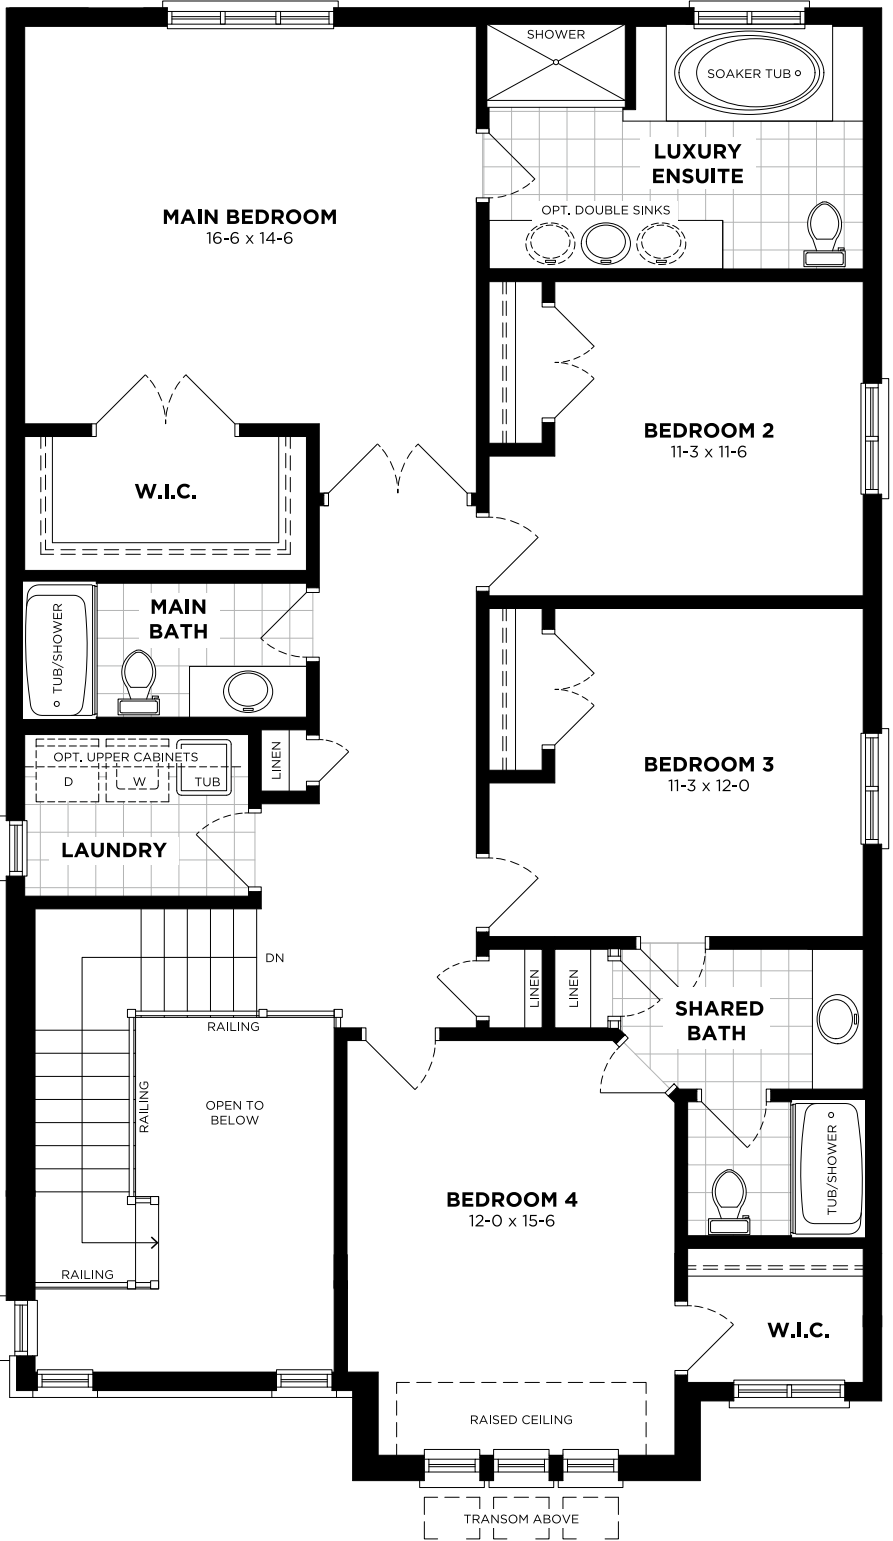 SHOWER
SOAKER TUB
LUXURY
ENSUITE
OPT. DOUBLE SINKS
MAIN BEDROOM
16-6 x 14-6
BEDROOM 2
11-3 x 11-6
W.I.C.
MAIN
BATH
TUB/SHOWER
LINEN
OPT. UPPER CABINETS
D
W
TUB
LAUNDRY
BEDROOM 3
11-3 x 12-0
DN
LINEN
LINEN
SHARED
BATH
RAILING
RAILING
OPEN TO
BELOW
TUB/SHOWER
BEDROOM 4
12-0 x 15-6
RAILING
W.I.C.
RAISED CEILING
TRANSOM ABOVE